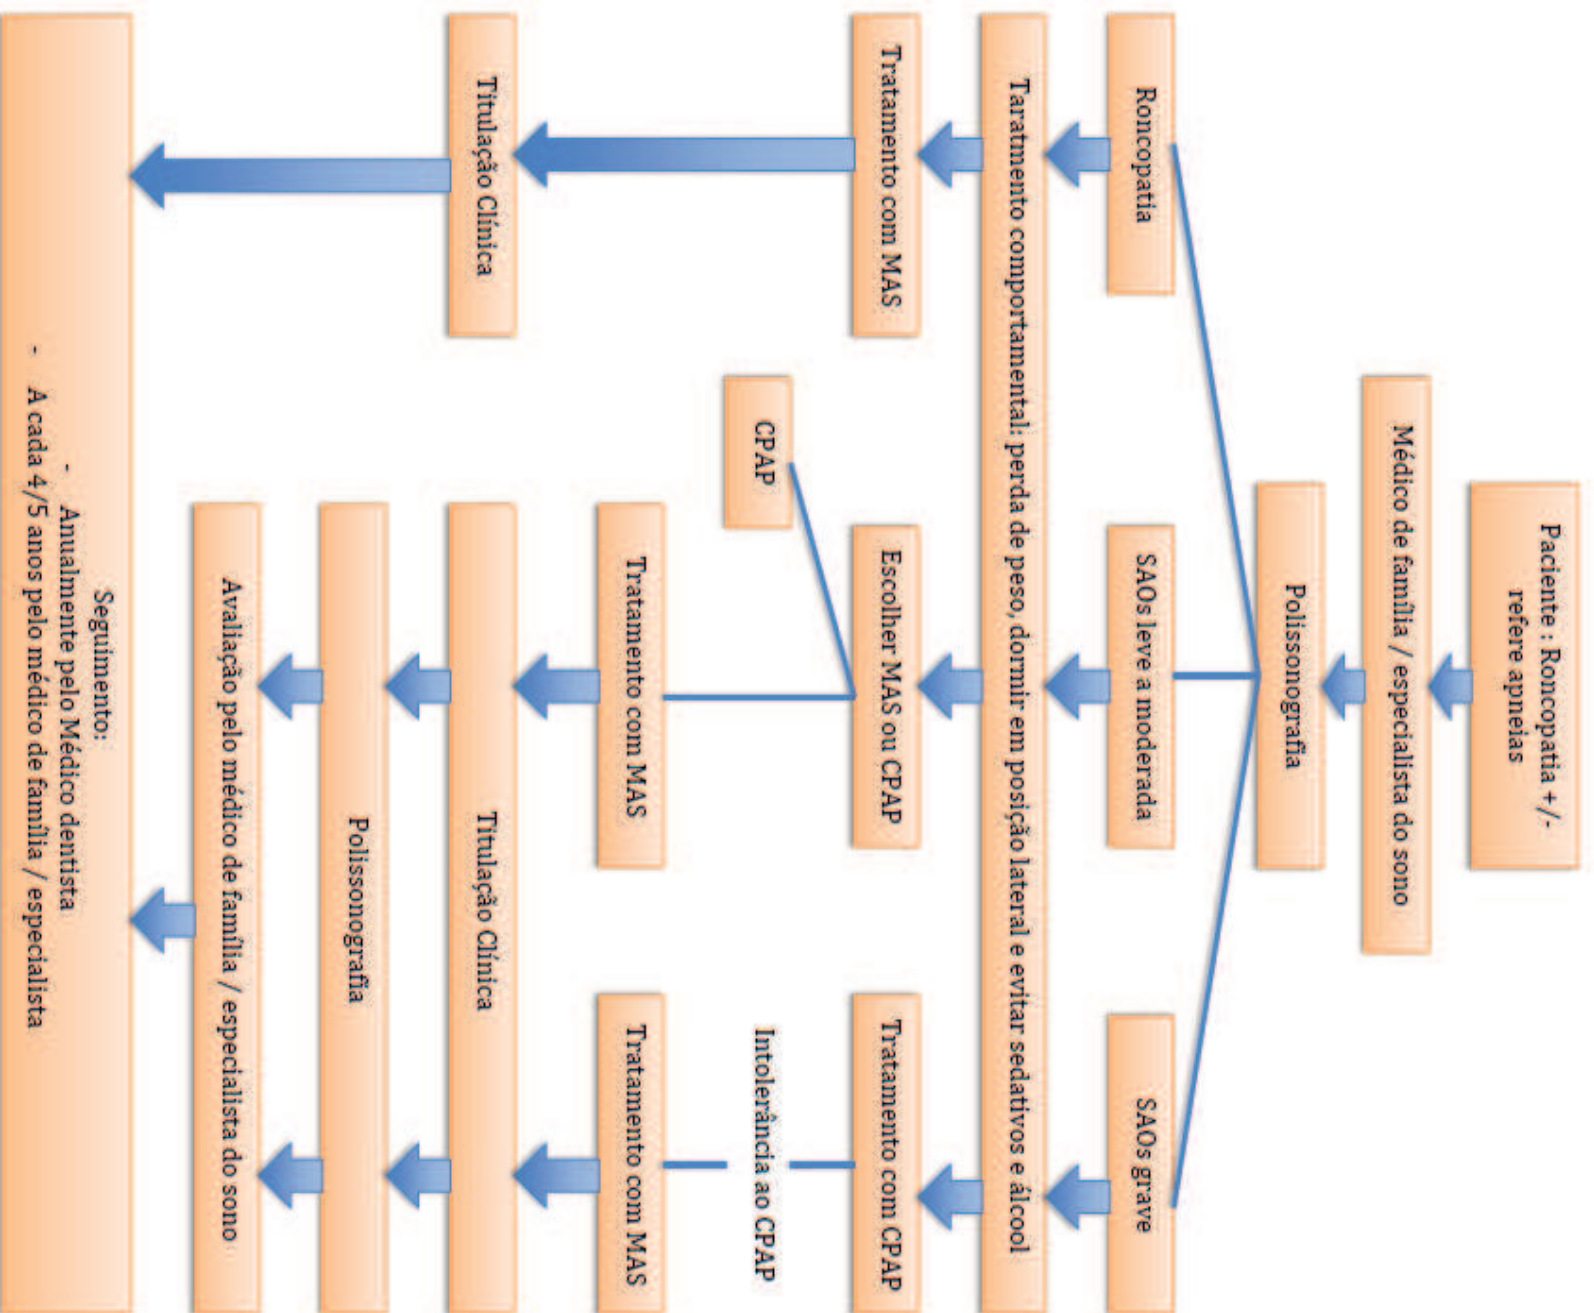 Paciente : Roncopatia +/-
refere apneias
Médico de família / especialista do sono
Polissonografia
Roncopatia
SAOs leve a moderada
SAOs grave
Taratmento comportamental: perda de peso, dormir em posição lateral e evitar sedativos e álcool
Tratamento com MAS
Escolher MAS ou CPAP
Tratamento com CPAP
CPAP
Intolerância ao CPAP
Tratamento com MAS
Tratamento com MAS
Titulação Clínica
Titulação Clínica
Polissonografia
Avaliação pelo médico de família / especialista do sono
Seguimento:
- Anualmente pelo Médico dentista
- A cada 4/5 anos pelo médico de família / especialista